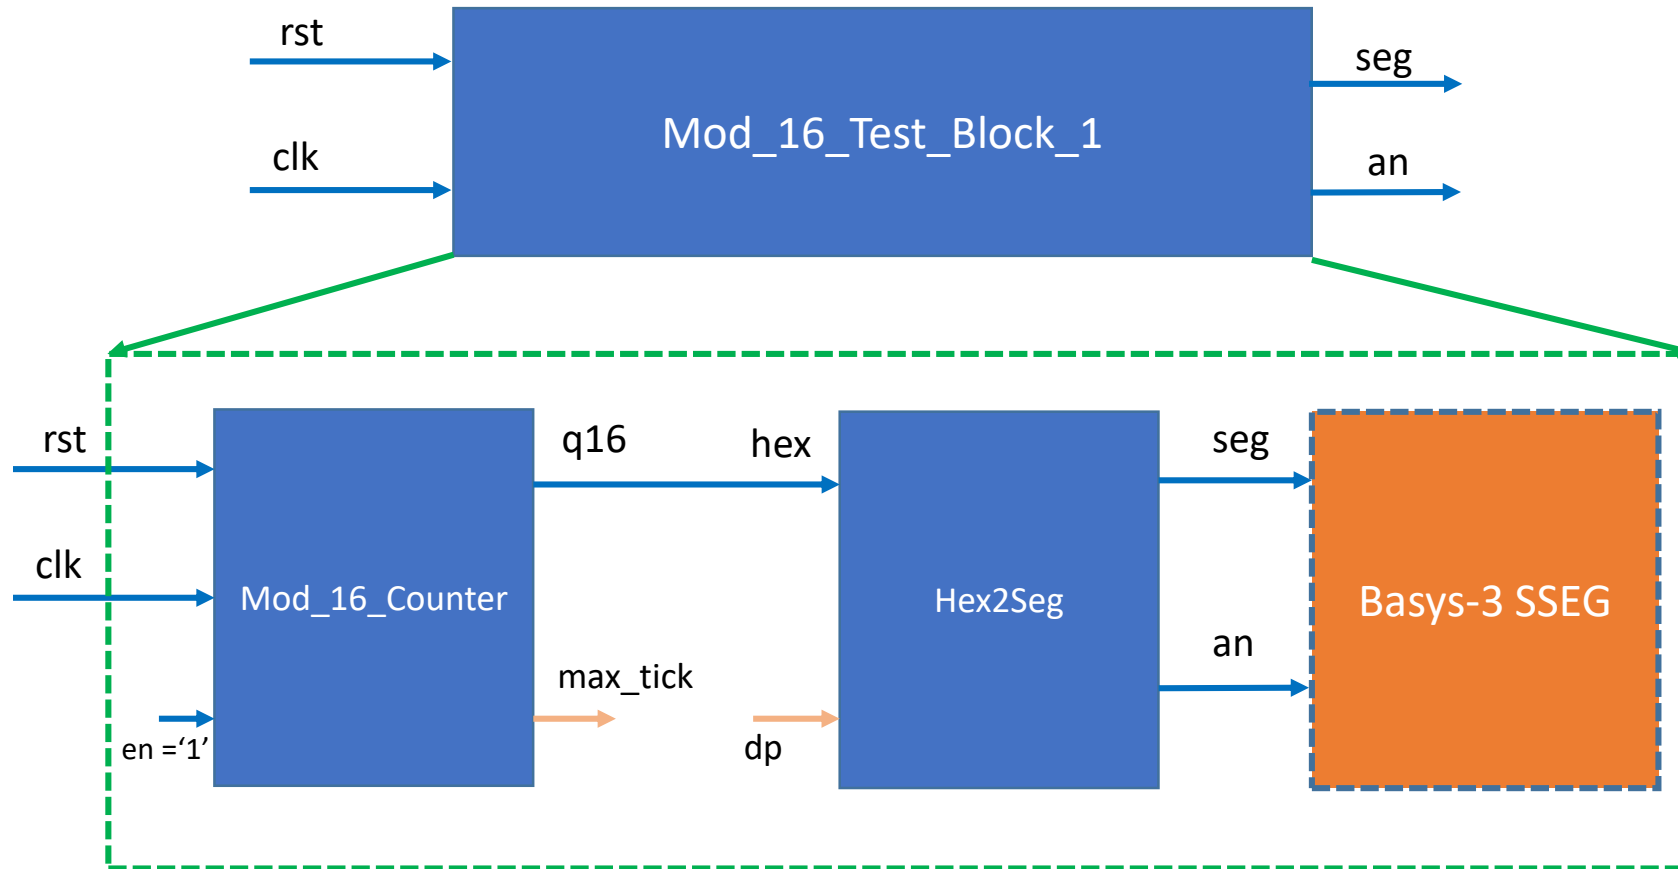 rst
seg
Mod_16_Test_Block_1
clk
an
rst
q16
hex
seg
clk
Mod_16_Counter
Hex2Seg
Basys-3 SSEG
an
max_tick
en =‘1’
dp